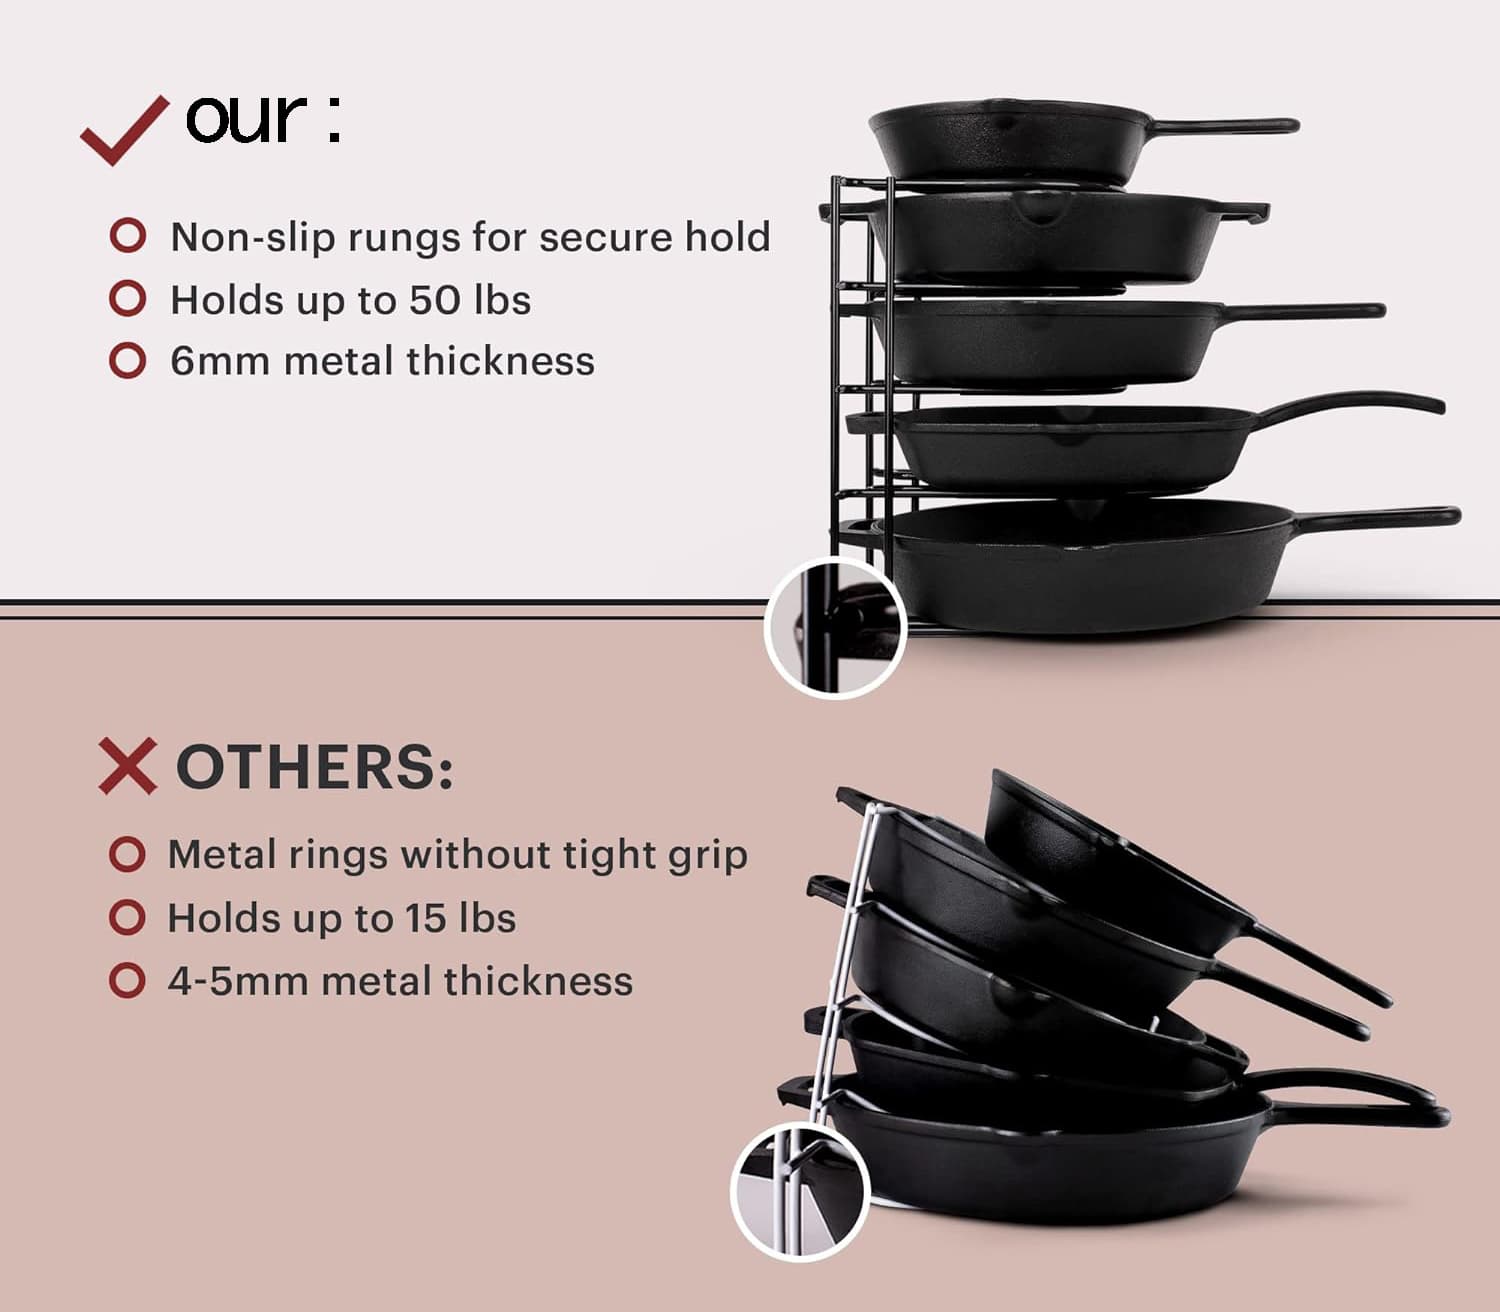 our:
Non-slip rungs for secure hold
Holds up to 50 lbs
6mm metal thickness
OTHERS:
Metal rings without tight grip
Holds up to 15 lbs
4-5mm metal thickness